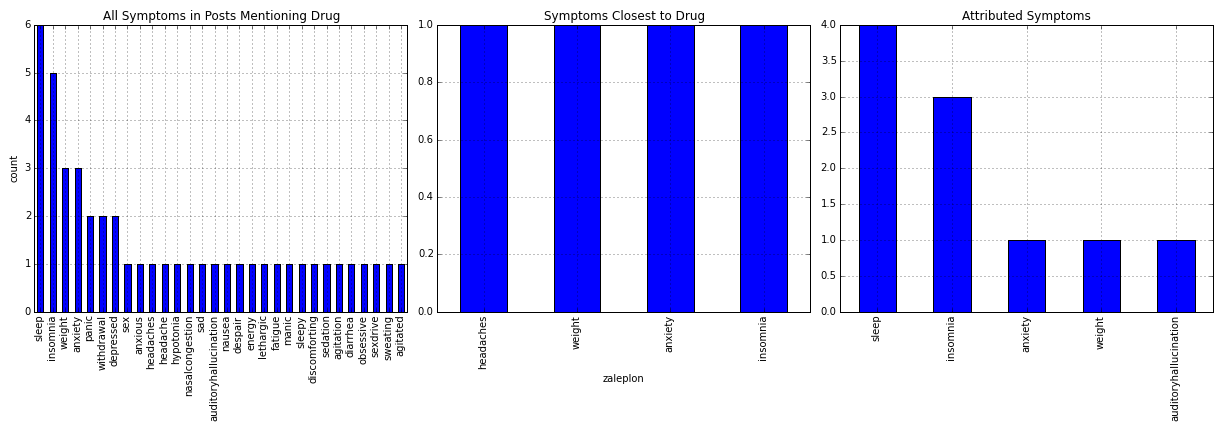 All Symptoms in Posts Mentioning Drug
count
6
5
4
3
2
1
0
sleep
insomnia
weight
anxiety
panic
withdrawal
depressed
sex
anxious
headaches
headache
hypotonia
nasalcongestion
sad
auditoryhallucination
nausea
despair
energy
lethargic
fatigue
manic
sleepy
discomforting
sedation
agitation
diarrhea
obsessive
sexdrive
sweating
agitated
Symptoms Closest to Drug
1.0
0.8
0.6
0.4
0.2
0.0
headaches
weight
anxiety
insomnia
zaleplon
Attributed Symptoms
4.0
3.5
3.0
2.5
2.0
1.5
1.0
0.5
0.0
sleep
insomnia
anxiety
weight
auditoryhallucination